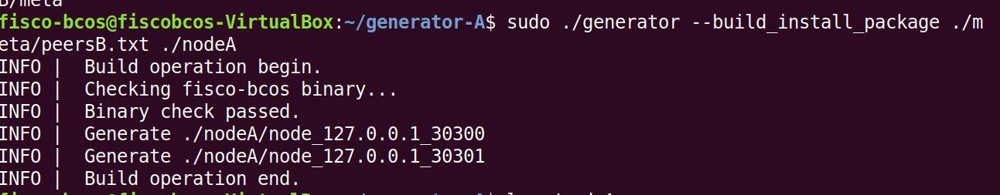 B/meta
fisco-bcos@fiscobcos-VirtualBox:~/generator-A$ sudo ./generator --build_install_package ./m
eta/peersB.txt ./nodeA
INFO |  Build operation begin.
INFO |  Checking fisco-bcos binary...
INFO |  Binary check passed.
INFO |  Generate ./nodeA/node_127.0.0.1_30300
INFO |  Generate ./nodeA/node_127.0.0.1_30301
INFO |  Build operation end.